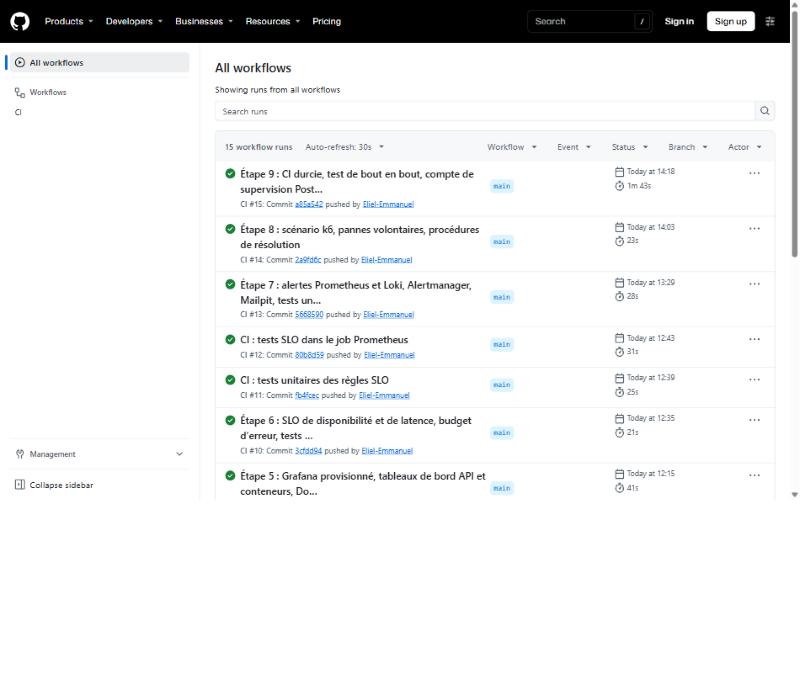 Products Developers Businesses Resources Pricing Search / Sign in Sign up
All workflows
Workflows
CI
Management
Collapse sidebar
All workflows
Showing runs from all workflows
Search runs
15 workflow runs Auto-refresh: 30s Workflow Event Status Branch Actor
Étape 9 : CI durcie, test de bout en bout, compte de
supervision Post...
CI #15: Commit a85a542 pushed by Eliel-Emmanuel
main
Today at 14:18
1m 43s
Étape 8 : scénario k6, pannes volontaires, procédures
de résolution
CI #14: Commit 2a9fd6c pushed by Eliel-Emmanuel
main
Today at 14:03
23s
Étape 7 : alertes Prometheus et Loki, Alertmanager,
Mailpit, tests un...
CI #13: Commit 5668590 pushed by Eliel-Emmanuel
main
Today at 13:29
28s
CI : tests SLO dans le job Prometheus
CI #12: Commit 80b8d59 pushed by Eliel-Emmanuel
main
Today at 12:43
31s
CI : tests unitaires des règles SLO
CI #11: Commit fb4fcec pushed by Eliel-Emmanuel
main
Today at 12:39
25s
Étape 6 : SLO de disponibilité et de latence, budget
d'erreur, tests ...
CI #10: Commit 3cfdd94 pushed by Eliel-Emmanuel
main
Today at 12:35
21s
Étape 5 : Grafana provisionné, tableaux de bord API et
conteneurs, Do...
main
Today at 12:15
41s